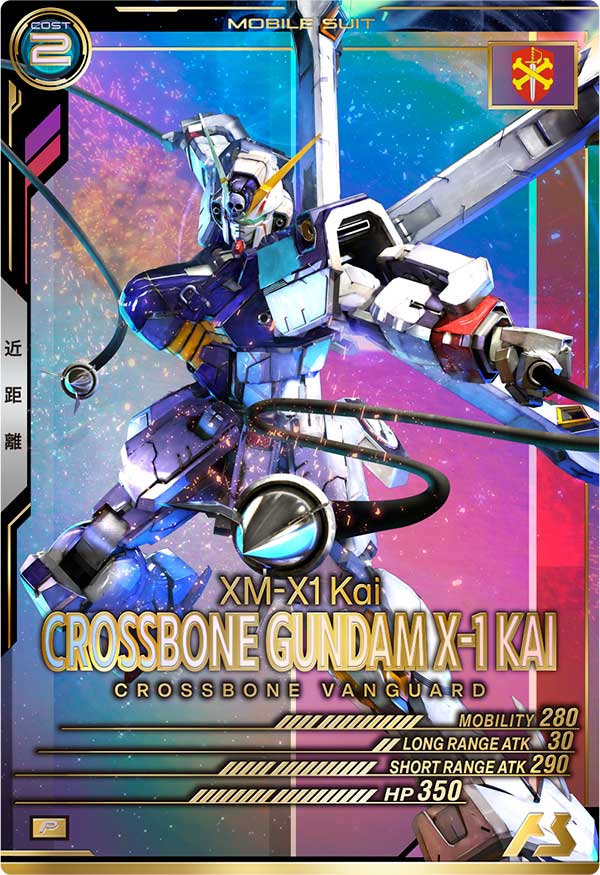 COST
2
MOBILE SUIT
近距離
XM-X1 Kai
CROSSBONE GUNDAM X-1 KAI
CROSSBONE VANGUARD
MOBILITY 280
LONG RANGE ATK 30
SHORT RANGE ATK 290
HP 350
P
AS